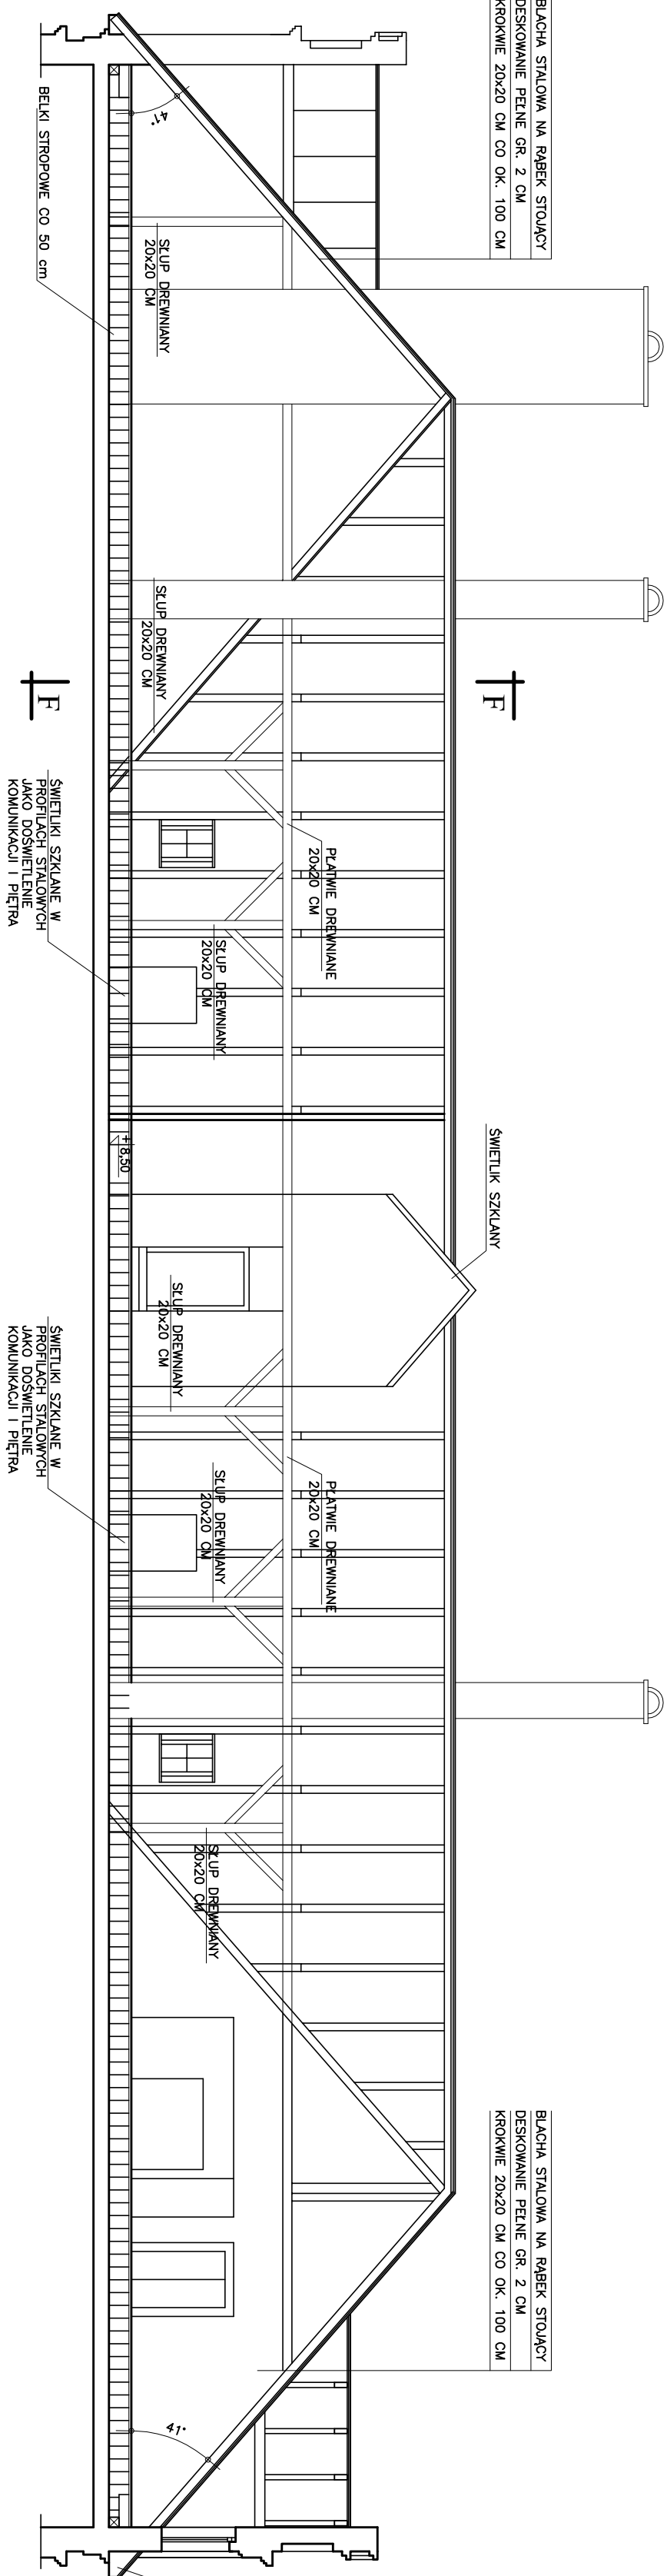 BLACHA STALOWA NA RĄBEK STOJĄCY
DESKOWANIE PEŁNE GR. 2 CM
KROKWIE 20x20 CM CO OK. 100 CM
41°
BELKI STROPOWE CO 50 cm
SŁUP DREWNIANY
20x20 CM
SŁUP DREWNIANY
20x20 CM
F
F
ŚWIETLIKI SZKLANE W
PROFILACH STALOWYCH
JAKO DOŚWIETLENIE
KOMUNIKACJI I PIĘTRA
PŁATWIE DREWNIANE
20x20 CM
SŁUP DREWNIANY
20x20 CM
+ 8,50
ŚWIETLIK SZKLANY
SŁUP DREWNIANY
20x20 CM
ŚWIETLIKI SZKLANE W
PROFILACH STALOWYCH
JAKO DOŚWIETLENIE
KOMUNIKACJI I PIĘTRA
PŁATWIE DREWNIANE
20x20 CM
SŁUP DREWNIANY
20x20 CM
SŁUP DREWNIANY
20x20 CM
BLACHA STALOWA NA RĄBEK STOJĄCY
DESKOWANIE PEŁNE GR. 2 CM
KROKWIE 20x20 CM CO OK. 100 CM
41°